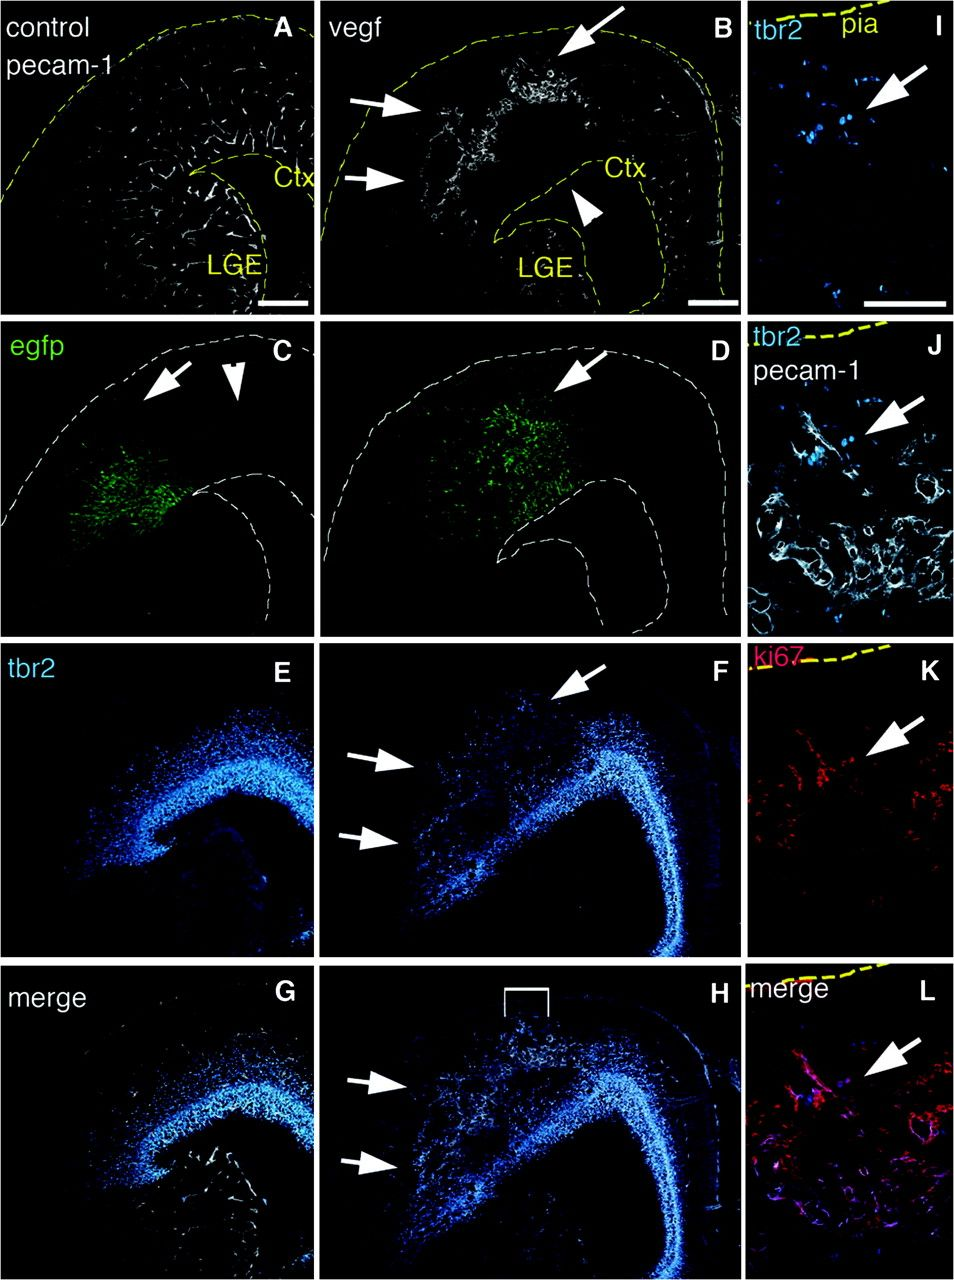 control
pecam-1
A
Ctx
LGE
vegf
B
Ctx
LGE
tbr2
pia
I
egfp
C
D
tbr2
pecam-1
J
tbr2
E
F
ki67
K
merge
G
H
merge
L